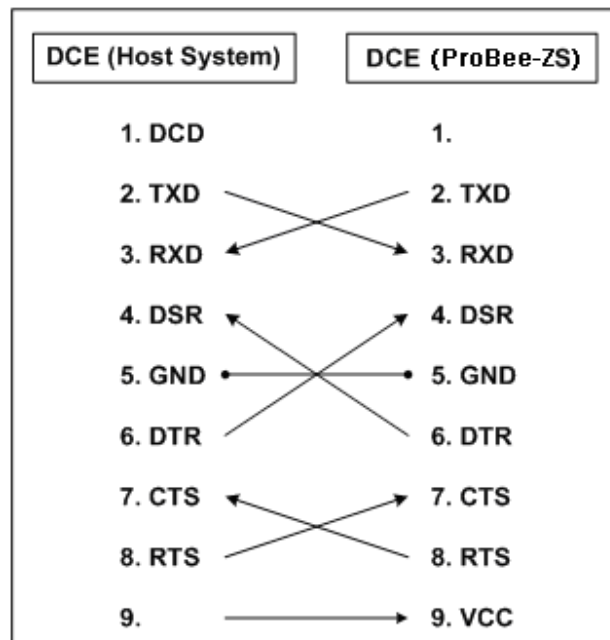 DCE (Host System) DCE (ProBee-ZS)
1. DCD 1.
2. TXD 2. TXD
3. RXD 3. RXD
4. DSR 4. DSR
5. GND 5. GND
6. DTR 6. DTR
7. CTS 7. CTS
8. RTS 8. RTS
9. 9. VCC